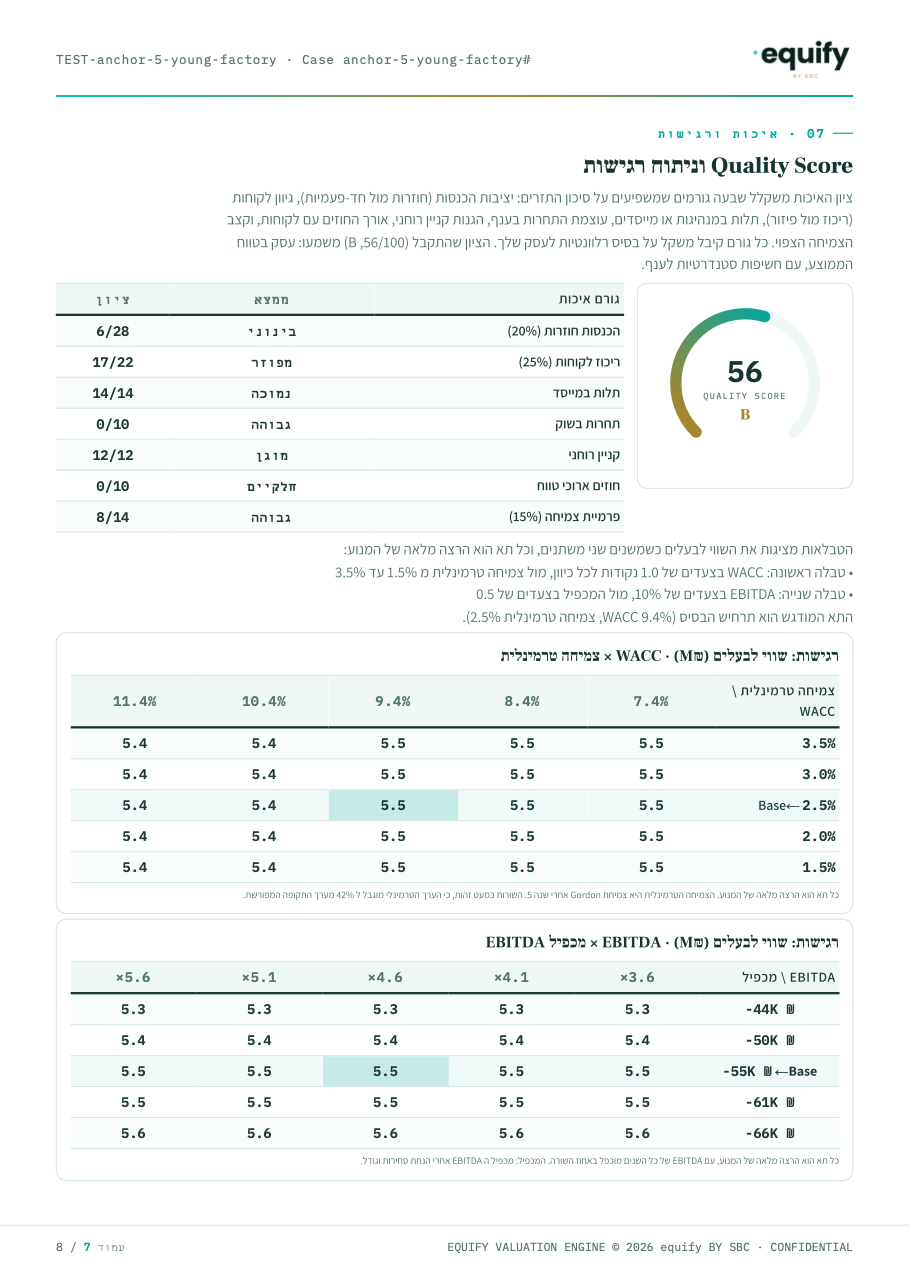 TEST-anchor-5-young-factory · Case anchor-5-young-factory#
equify
BY SBC
07 · איכות ורגישות
Quality Score וניתוח רגישות
ציון האיכות משקלל שבעה גורמים שמשפיעים על סיכון התזרים: יציבות הכנסות (חוזרות מול חד-פעמיות), גיוון לקוחות
(ריכוז מול פיזור), תלות במנהיגות או מייסדים, עוצמת התחרות בענף, הגנות קניין רוחני, אורך החוזים עם לקוחות, וקצב
הצמיחה הצפוי. כל גורם קיבל משקל על בסיס רלוונטיות לעסק שלך. הציון שהתקבל (56/100, B) משמעו: עסק בטווח
הממוצע, עם חשיפות סטנדרטיות לענף.
56
QUALITY SCORE
B
גורם איכות ממצא ציון
הכנסות חוזרות (20%) בינוני 6/28
ריכוז לקוחות (25%) מפוזר 17/22
תלות במייסד נמוכה 14/14
תחרות בשוק גבוהה 0/10
קניין רוחני מוגן 12/12
חוזים ארוכי טווח חלקיים 0/10
פרמיית צמיחה (15%) גבוהה 8/14
הטבלאות מציגות את השווי לבעלים כשמשנים שני משתנים, וכל תא הוא הרצה מלאה של המנוע:
• טבלה ראשונה: WACC בצעדים של 1.0 נקודות לכל כיוון, מול צמיחה טרמינלית מ 1.5% עד 3.5%
• טבלה שנייה: EBITDA בצעדים של 10%, מול המכפיל בצעדים של 0.5
התא המודגש הוא תרחיש הבסיס (WACC 9.4%, צמיחה טרמינלית 2.5%).
רגישות: שווי לבעלים (₪M) · WACC × צמיחה טרמינלית
צמיחה טרמינלית \ WACC 7.4% 8.4% 9.4% 10.4% 11.4%
3.5% 5.5 5.5 5.5 5.4 5.4
3.0% 5.5 5.5 5.5 5.4 5.4
2.5% ←Base 5.5 5.5 5.5 5.4 5.4
2.0% 5.5 5.5 5.5 5.4 5.4
1.5% 5.5 5.5 5.5 5.4 5.4
כל תא הוא הרצה מלאה של המנוע. הצמיחה הטרמינלית היא צמיחת Gordon אחרי שנה 5. השורות כמעט זהות, כי הערך הטרמינלי מוגבל ל 42% מערך התקופה המפורשת.
רגישות: שווי לבעלים (₪M) · EBITDA × מכפיל EBITDA
EBITDA \ מכפיל ×3.6 ×4.1 ×4.6 ×5.1 ×5.6
-44K ₪ 5.3 5.3 5.3 5.3 5.3
-50K ₪ 5.4 5.4 5.4 5.4 5.4
-55K ₪ ←Base 5.5 5.5 5.5 5.5 5.5
-61K ₪ 5.5 5.5 5.5 5.5 5.5
-66K ₪ 5.6 5.6 5.6 5.6 5.6
כל תא הוא הרצה מלאה של המנוע, עם EBITDA של כל השנים מוכפל באחוז השורה. המכפיל: מכפיל ה EBITDA אחרי הנחת סחירות וגודל.
EQUIFY VALUATION ENGINE © 2026 equify BY SBC · CONFIDENTIAL
עמוד 7 / 8